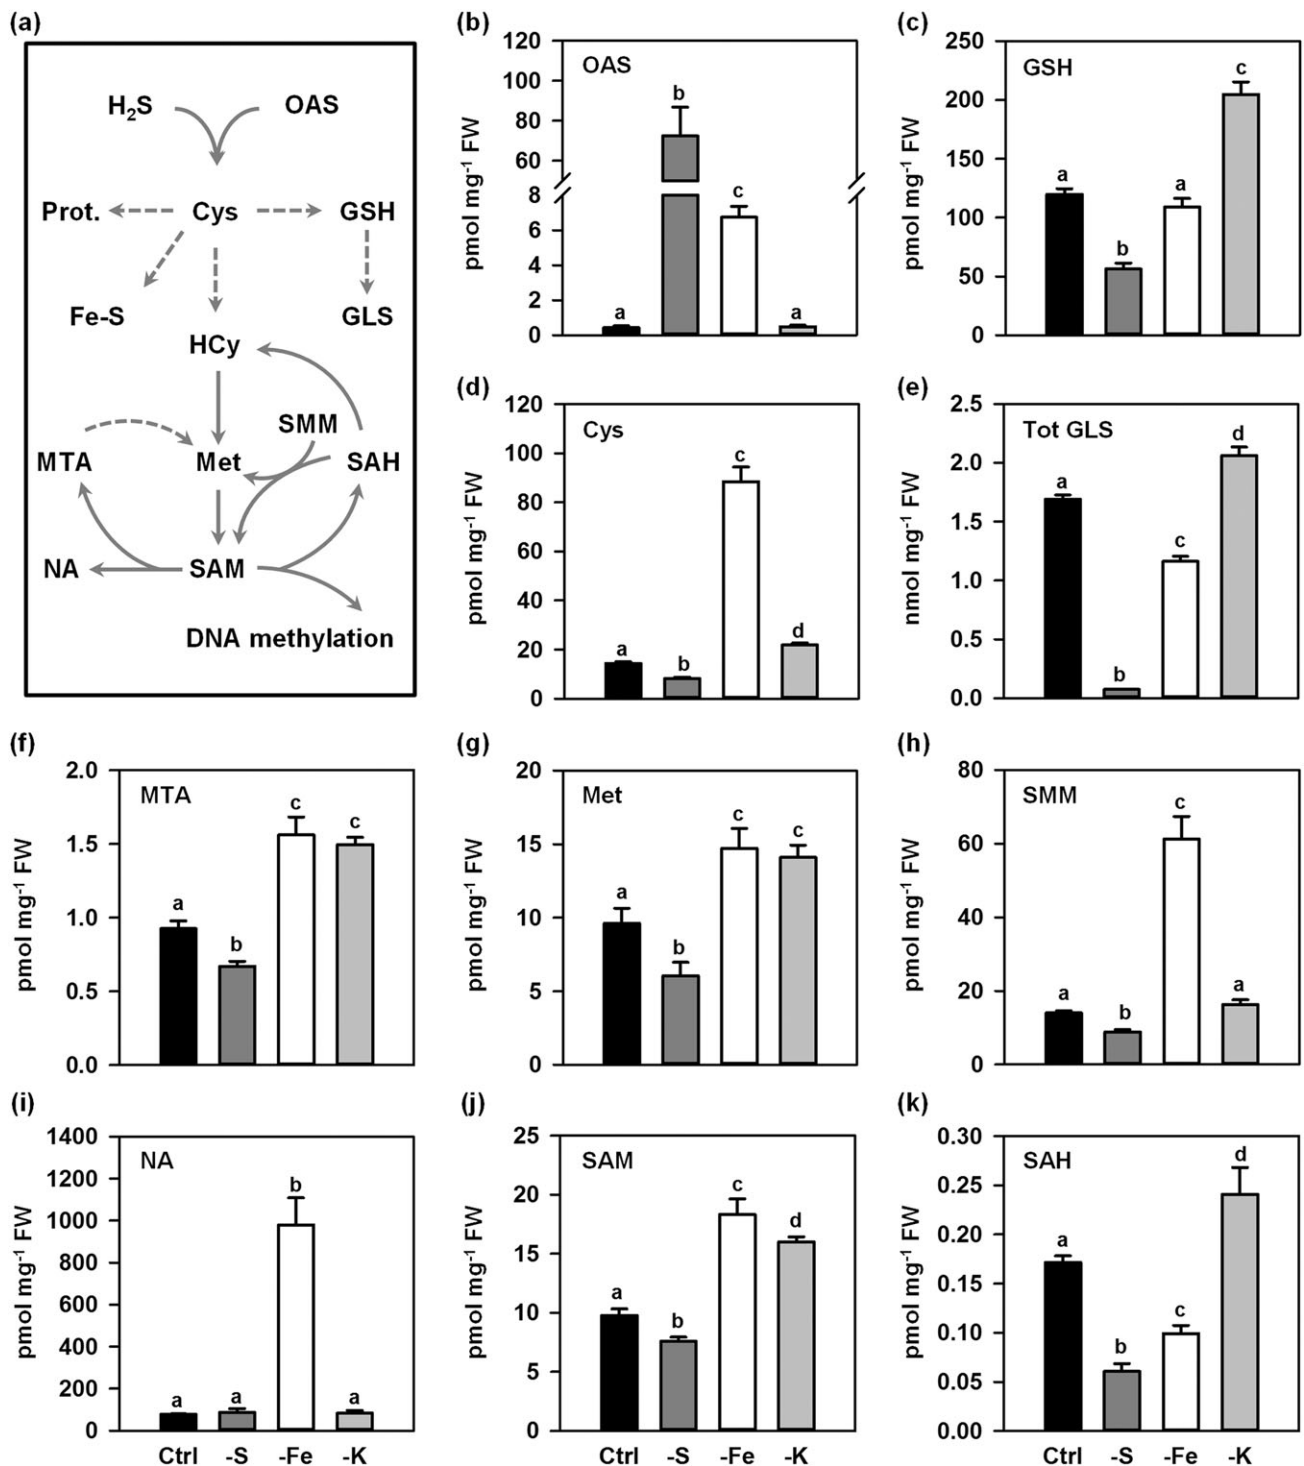 (a)
H2S OAS
Prot. Cys GSH
Fe-S GLS
HCy
SMM
MTA Met SAH
NA SAM
DNA methylation
(b)
OAS
pmol mg-1 FW
120
100
80
60
8
6
4
2
0
a b c a
(c)
GSH
pmol mg-1 FW
250
200
150
100
50
0
a b a c
(d)
Cys
pmol mg-1 FW
120
100
80
60
40
20
0
a b c d
(e)
Tot GLS
nmol mg-1 FW
2.5
2.0
1.5
1.0
0.5
0.0
a b c d
(f)
MTA
pmol mg-1 FW
2.0
1.5
1.0
0.5
0.0
a b c c
(g)
Met
pmol mg-1 FW
20
15
10
5
0
a b c c
(h)
SMM
pmol mg-1 FW
80
60
40
20
0
a b c a
(i)
NA
pmol mg-1 FW
1400
1200
1000
800
600
400
200
0
a a b a
Ctrl -S -Fe -K
(j)
SAM
pmol mg-1 FW
25
20
15
10
5
0
a b c d
Ctrl -S -Fe -K
(k)
SAH
pmol mg-1 FW
0.30
0.25
0.20
0.15
0.10
0.05
0.00
a b c d
Ctrl -S -Fe -K